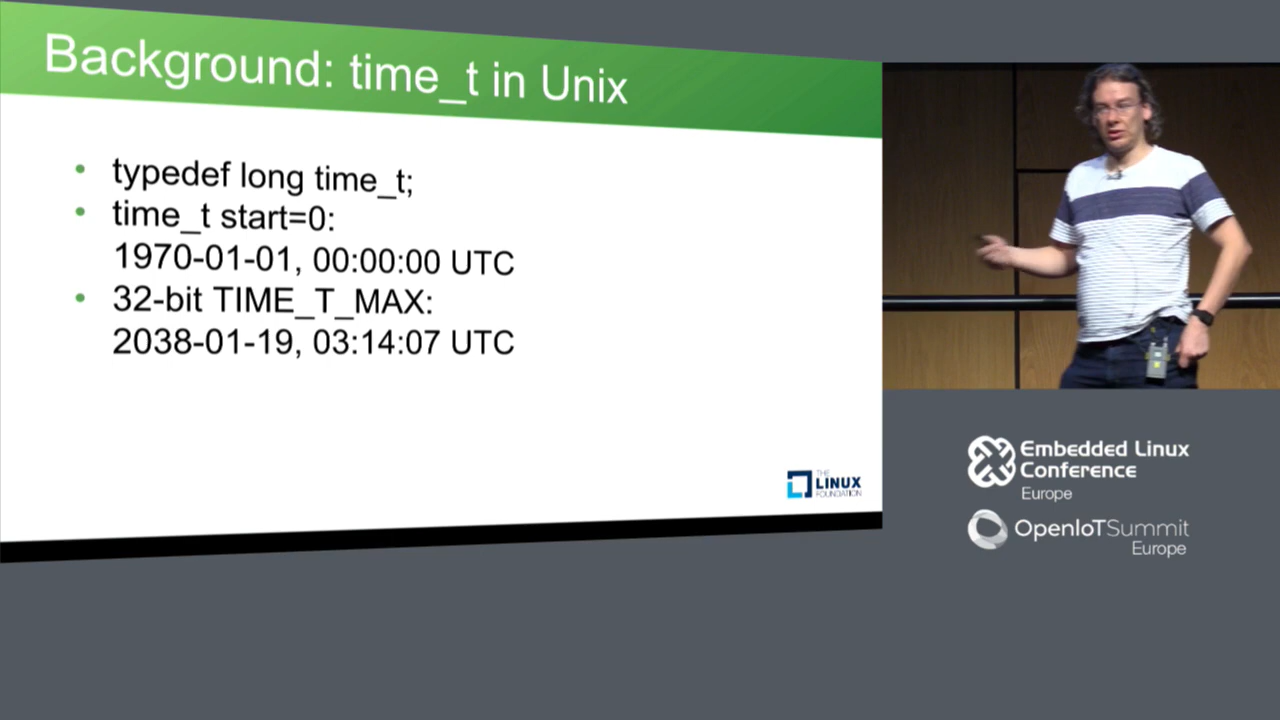 Background: time_t in Unix
• typedef long time_t;
• time_t start=0:
1970-01-01, 00:00:00 UTC
• 32-bit TIME_T_MAX:
2038-01-19, 03:14:07 UTC
THE
LINUX
FOUNDATION
Embedded Linux
Conference
Europe
OpenIoTSummit
Europe